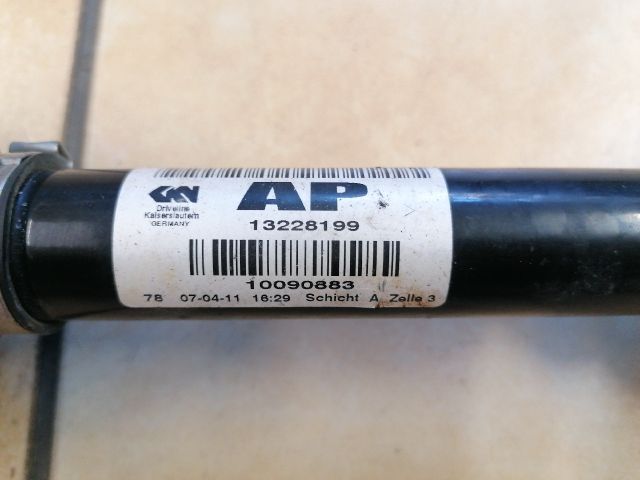 GKN
AP
Driveline
Kaiserslautern
GERMANY
13228199
10090883
78 07-04-11 16:29 Schicht A Zelle 3